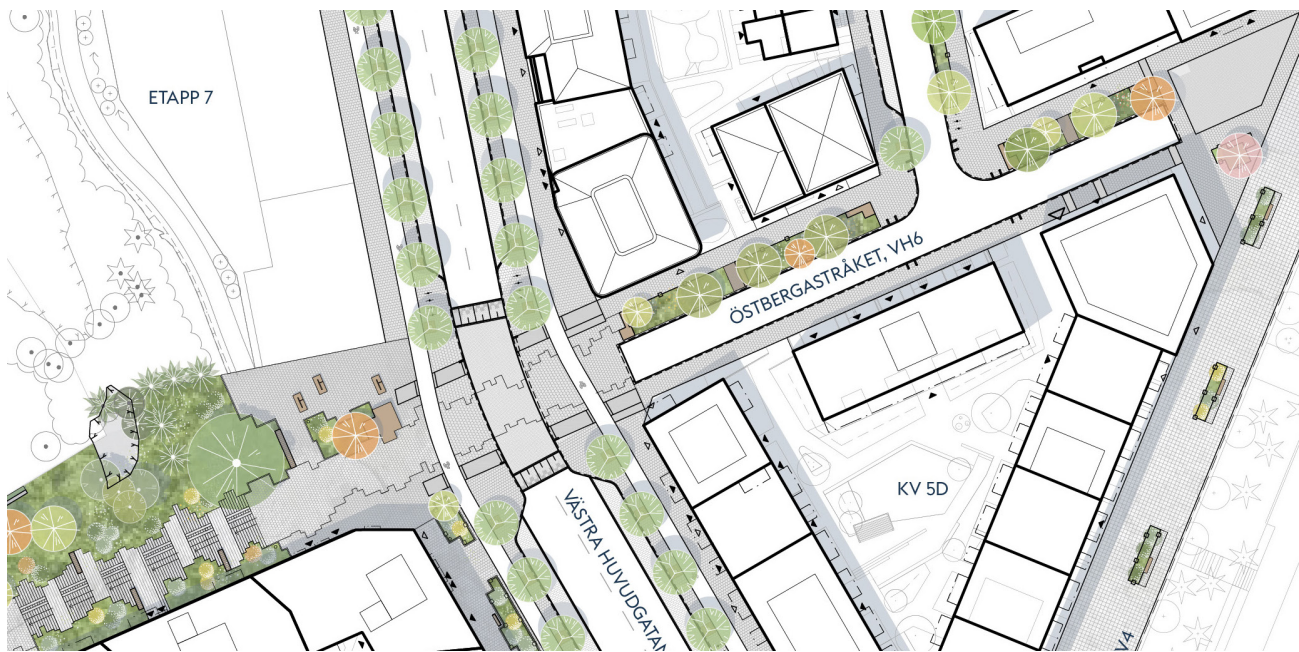 ETAPP 7
ÖSTBERGASTRÅKET, VH6
KV 5D
VÄSTRA HUVUDGATAN
V4